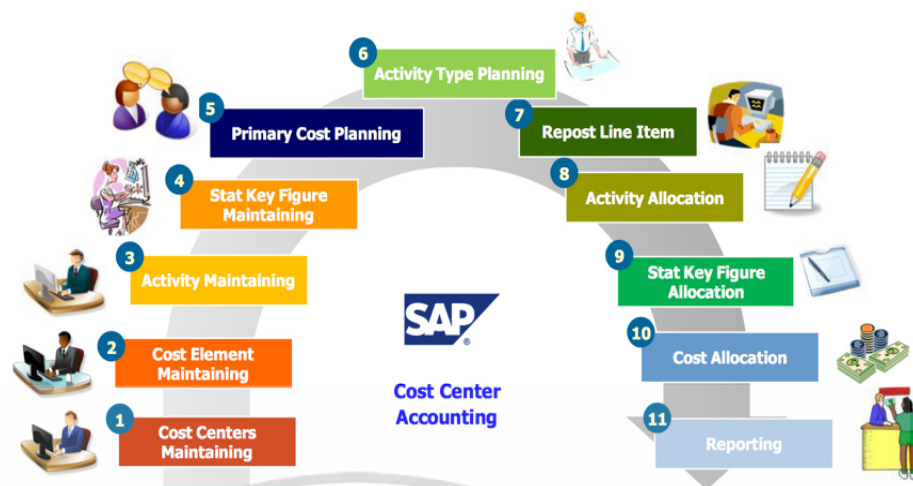 1
Cost Centers
Maintaining
2
Cost Element
Maintaining
3
Activity Maintaining
4
Stat Key Figure
Maintaining
5
Primary Cost Planning
6
Activity Type Planning
7
Repost Line Item
8
Activity Allocation
9
Stat Key Figure
Allocation
10
Cost Allocation
11
Reporting
SAP ®
Cost Center
Accounting